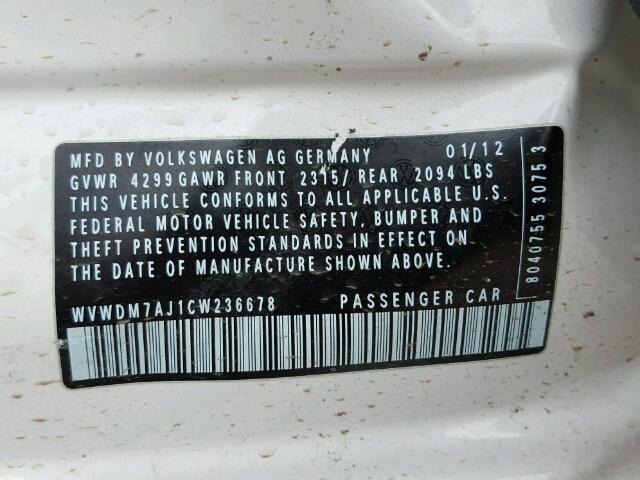 MFD BY VOLKSWAGEN AG GERMANY 01/12
GVWR 4299 GAWR FRONT 2315/ REAR 2094 LBS
THIS VEHICLE CONFORMS TO ALL APPLICABLE U.S.
FEDERAL MOTOR VEHICLE SAFETY, BUMPER AND
THEFT PREVENTION STANDARDS IN EFFECT ON
THE DATE OF MANUFACTURE SHOWN ABOVE.
WVWDM7AJ1CW236678 PASSENGER CAR
8040755 3075 3